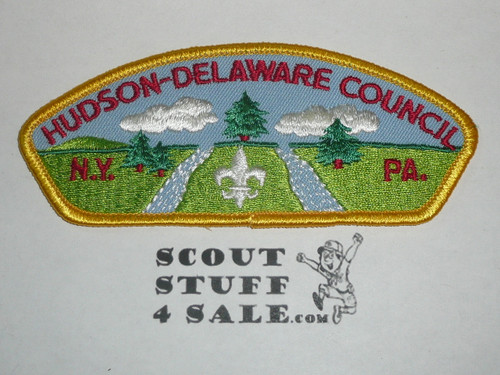 HUDSON-DELAWARE COUNCIL
N.Y. PA.
SCOUT
STUFF
4 SALE.COM